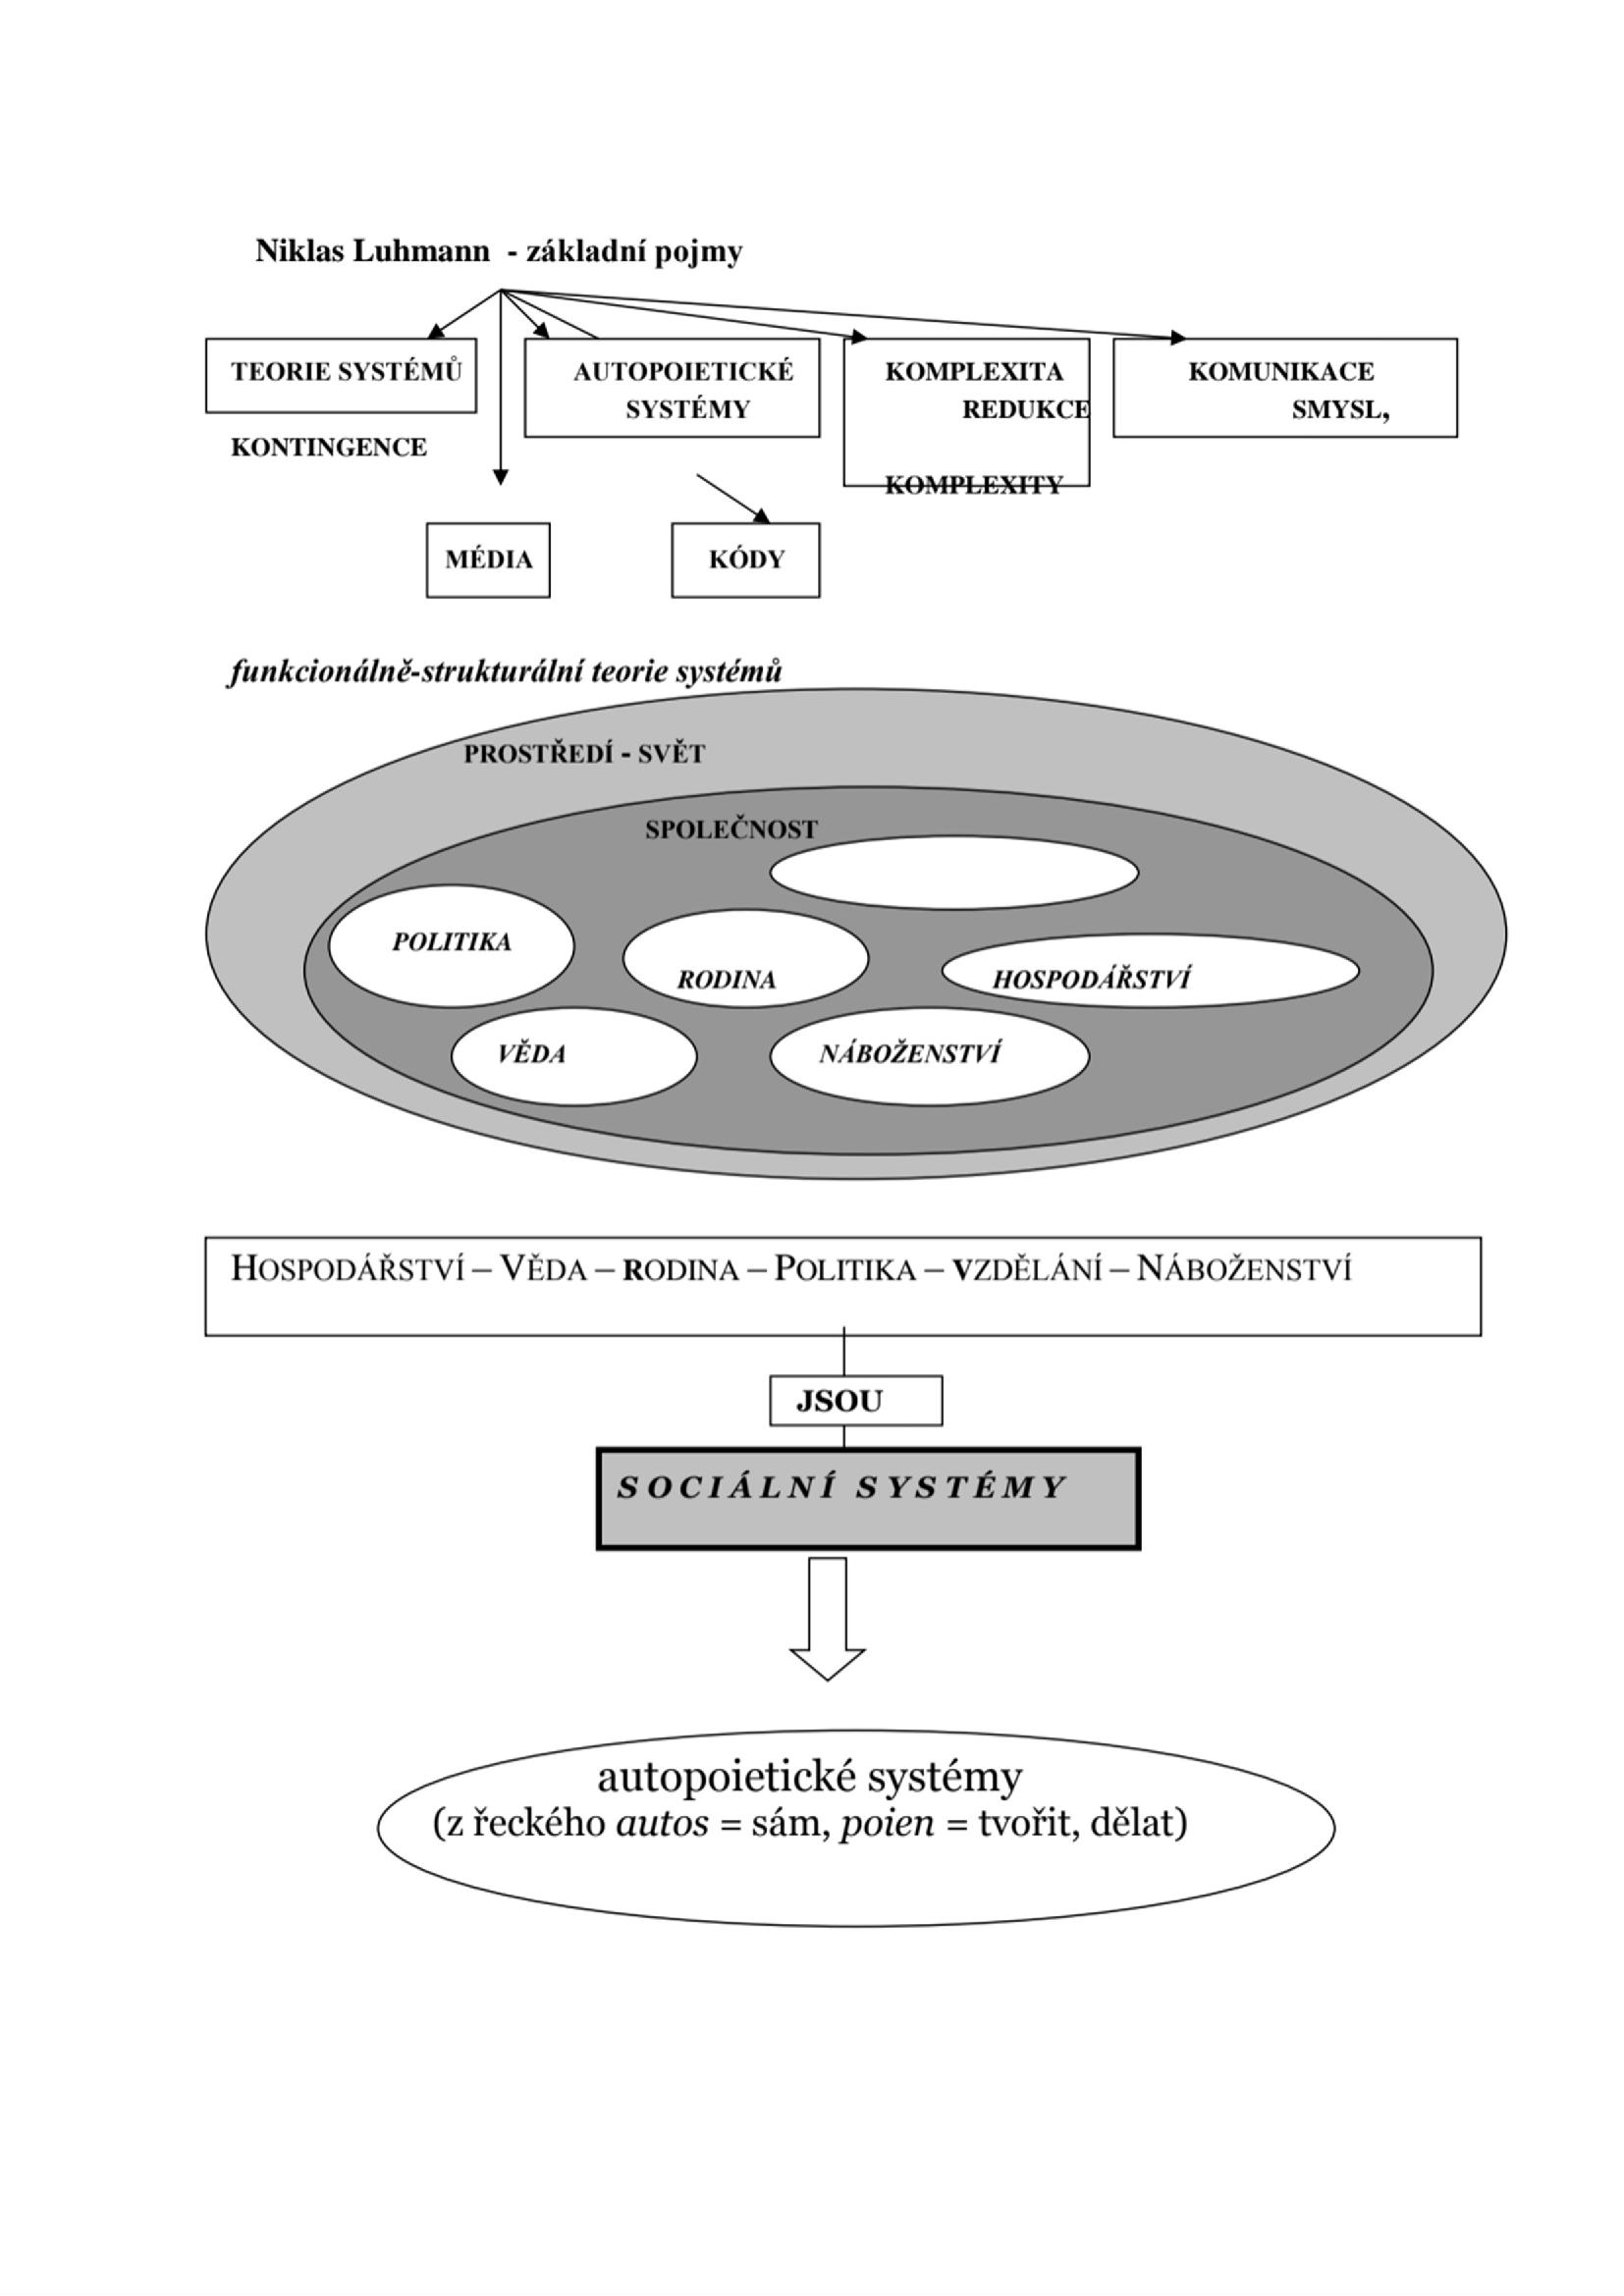 Niklas Luhmann - základní pojmy
TEORIE SYSTÉMŮ AUTOPOIETICKÉ KOMPLEXITA KOMUNIKACE
SYSTÉMY REDUKCE SMYSL,
KONTINGENCE
KOMPLEXITY
MÉDIA KÓDY
funkcionálně-strukturální teorie systémů
PROSTŘEDÍ - SVĚT
SPOLEČNOST
POLITIKA
RODINA HOSPODÁŘSTVÍ
VĚDA NÁBOŽENSTVÍ
HOSPODÁŘSTVÍ – VĚDA – RODINA – POLITIKA – VZDĚLÁNÍ – NÁBOŽENSTVÍ
JSOU
SOCIÁLNÍ SYSTÉMY
autopoietické systémy
(z řeckého autos = sám, poien = tvořit, dělat)